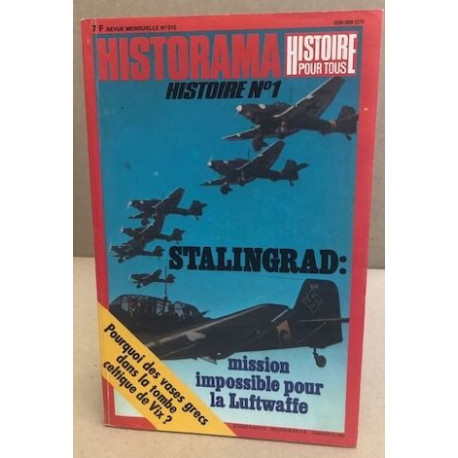 7 F REVUE MENSUELLE N°310
HISTORAMA
HISTOIRE
POUR TOUS
HISTOIRE N°1
STALINGRAD:
mission
impossible pour
la Luftwaffe
Pourquoi des vases grecs
dans la tombe
celtique de Vix ?